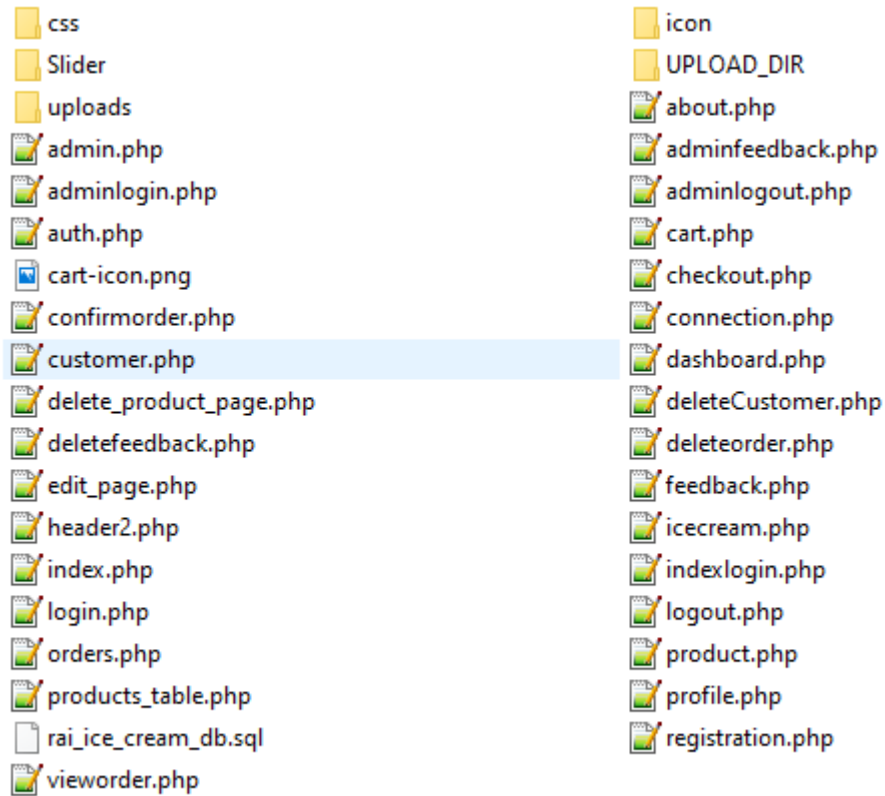 css
icon
Slider
UPLOAD_DIR
uploads
about.php
admin.php
adminfeedback.php
adminlogin.php
adminlogout.php
auth.php
cart.php
cart-icon.png
checkout.php
confirmorder.php
connection.php
customer.php
dashboard.php
delete_product_page.php
deleteCustomer.php
deletefeedback.php
deleteorder.php
edit_page.php
feedback.php
header2.php
icecream.php
index.php
indexlogin.php
login.php
logout.php
orders.php
product.php
products_table.php
profile.php
rai_ice_cream_db.sql
registration.php
vieworder.php